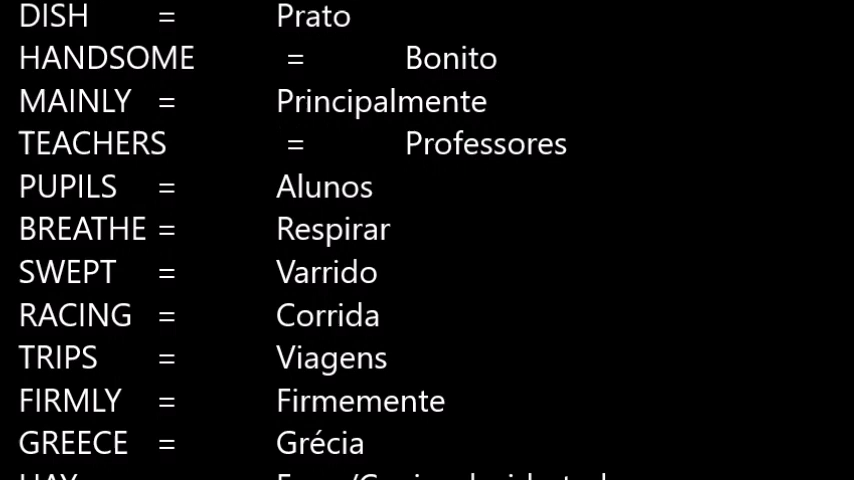 DISH = Prato
HANDSOME = Bonito
MAINLY = Principalmente
TEACHERS = Professores
PUPILS = Alunos
BREATHE = Respirar
SWEPT = Varrido
RACING = Corrida
TRIPS = Viagens
FIRMLY = Firmemente
GREECE = Grécia
HAY =